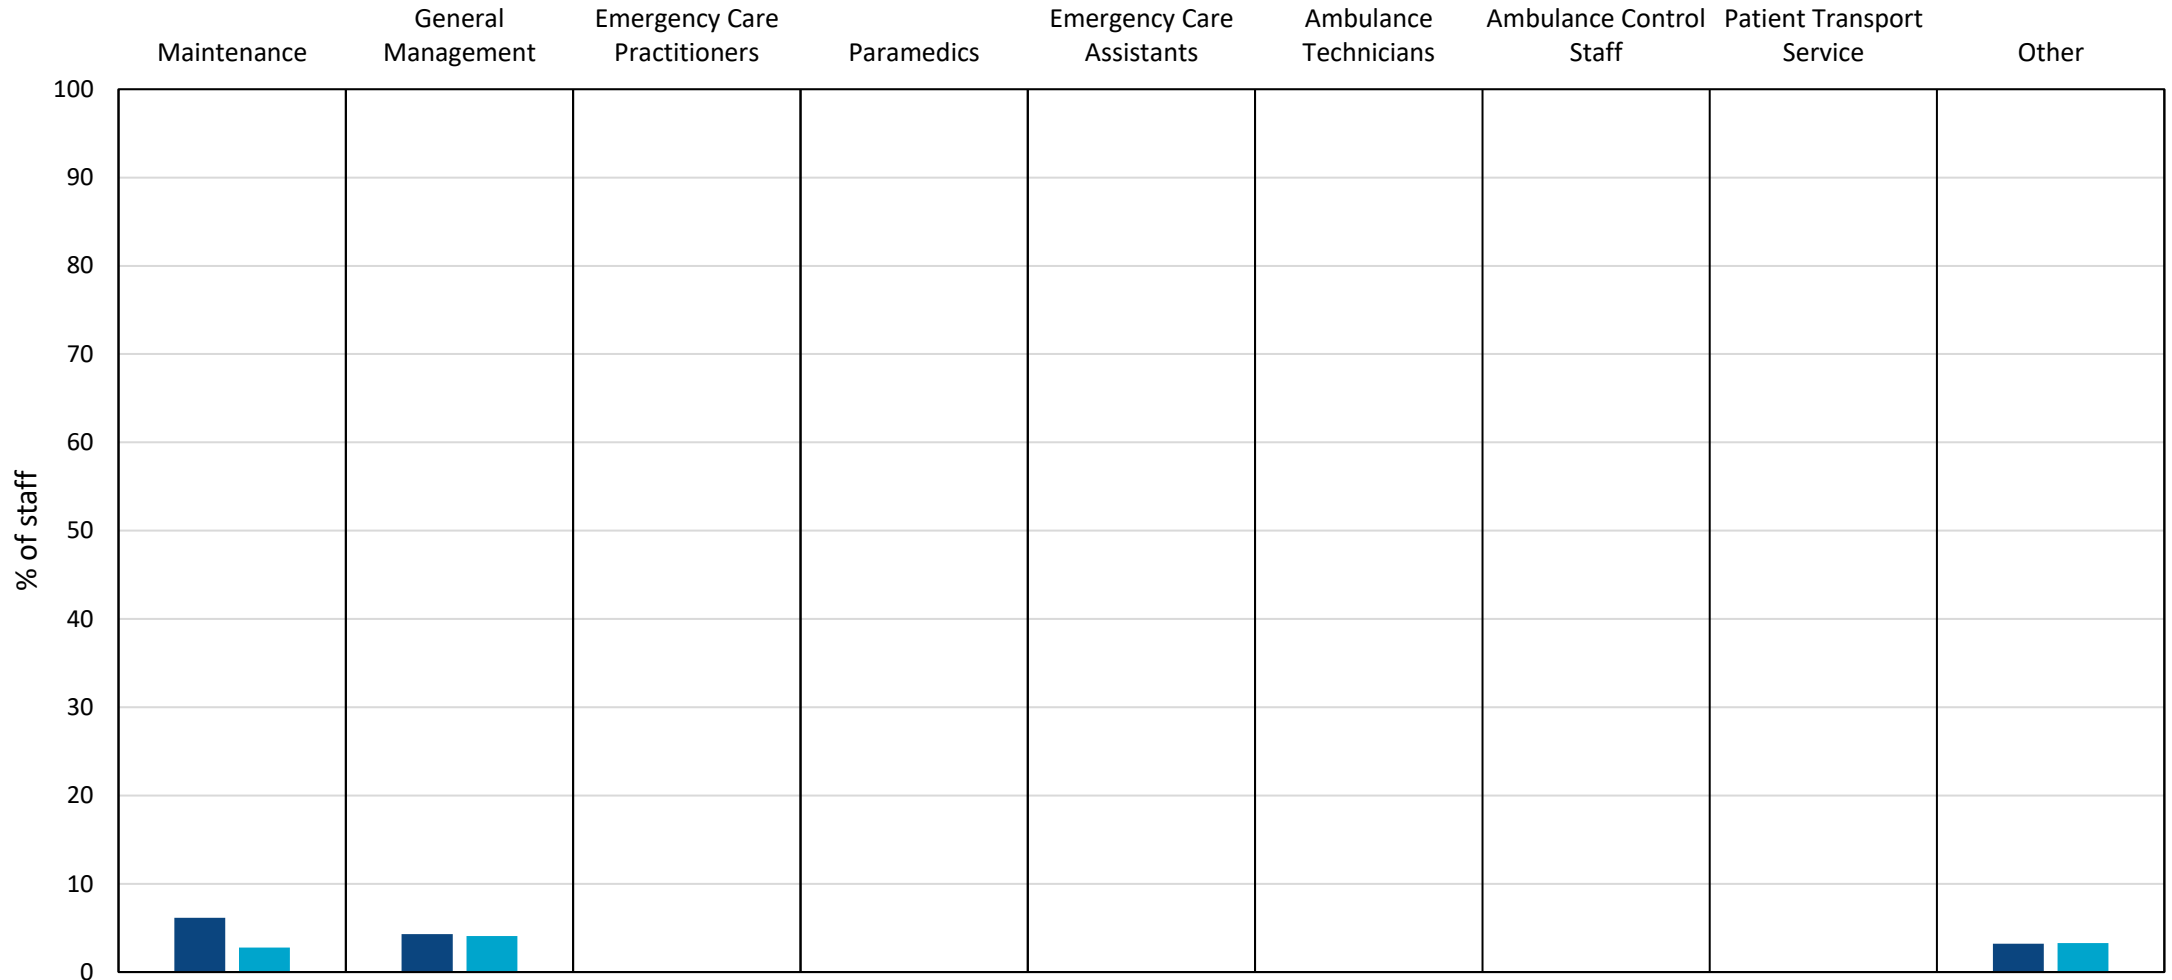 Maintenance
General
Management
Emergency Care
Practitioners
Paramedics
Emergency Care
Assistants
Ambulance
Technicians
Ambulance Control
Staff
Patient Transport
Service
Other
100
90
80
70
60
50
40
30
20
10
0
% of staff